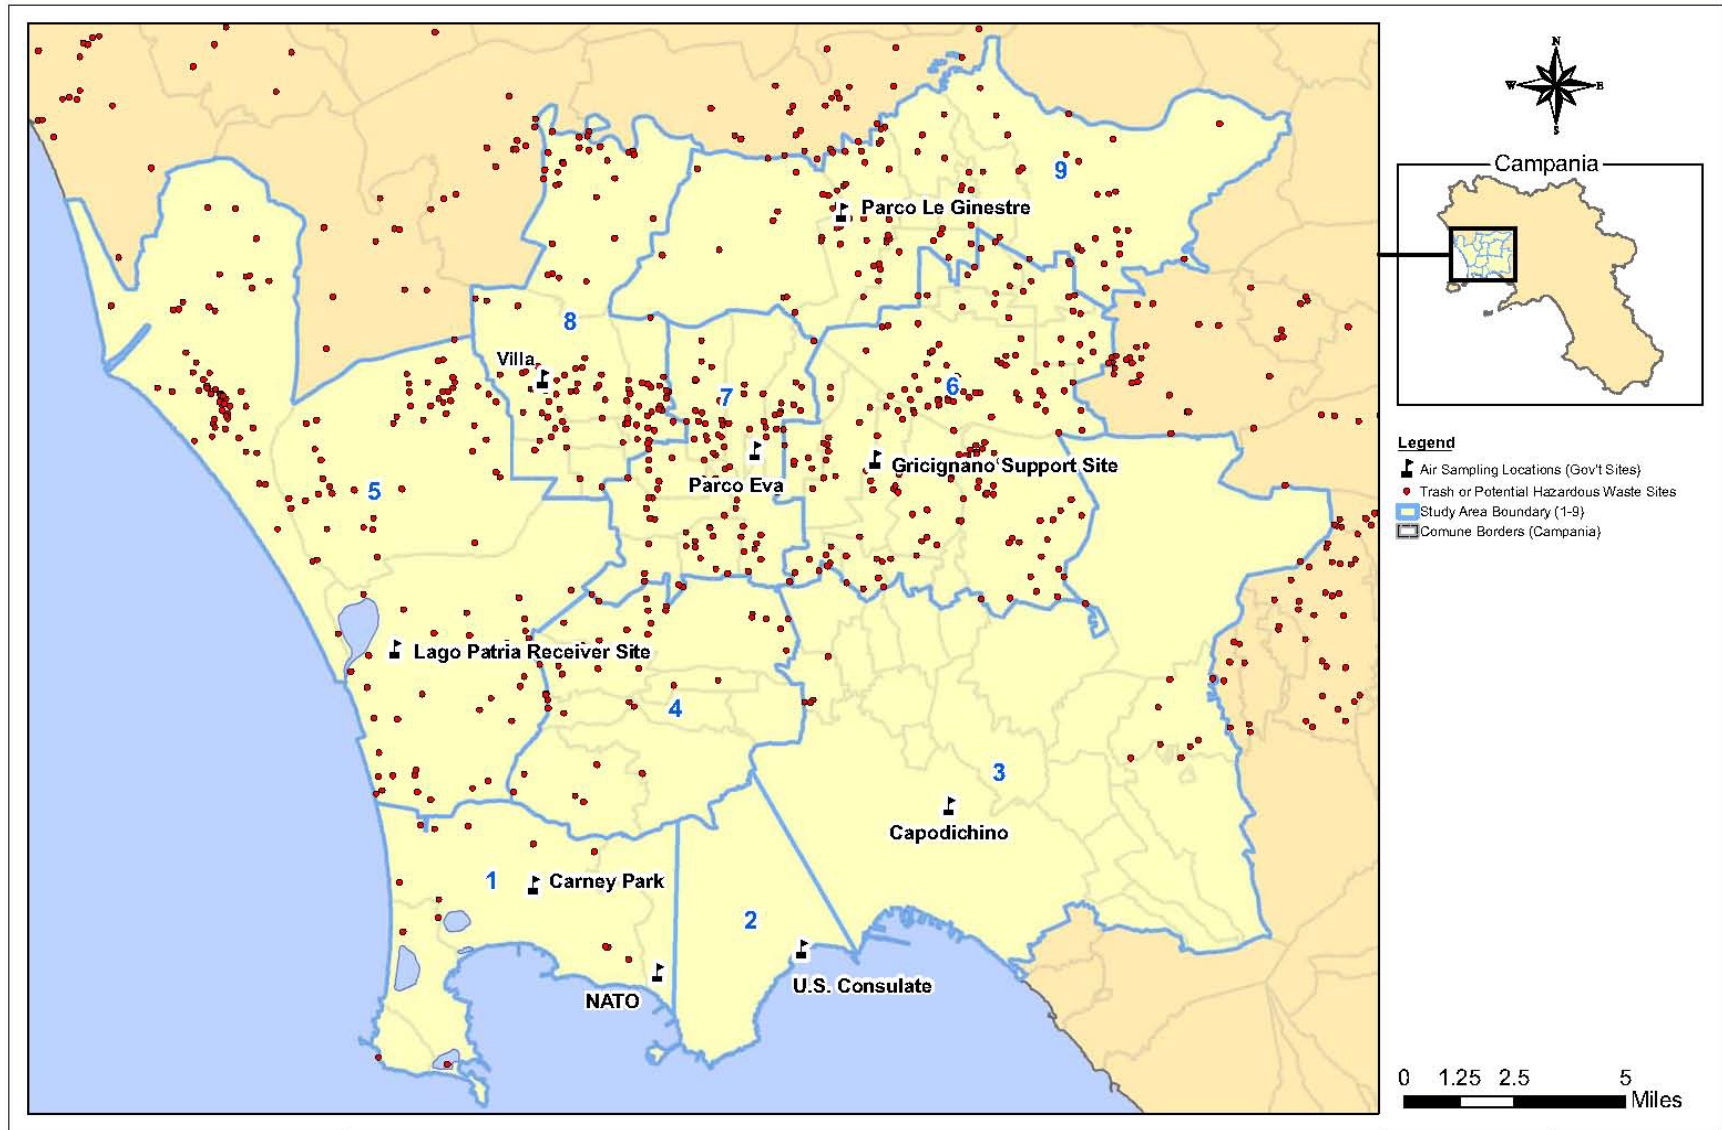 N
W
E
S
Campania
9
Parco Le Ginestre
8
Villa
7
6
Gricignano Support Site
Parco Eva
5
Lago Patria Receiver Site
4
3
Capodichino
1
Carney Park
2
NATO
U.S. Consulate
Legend
Air Sampling Locations (Gov't Sites)
Trash or Potential Hazardous Waste Sites
Study Area Boundary (1-9)
Comune Borders (Campania)
0 1.25 2.5 5
Miles